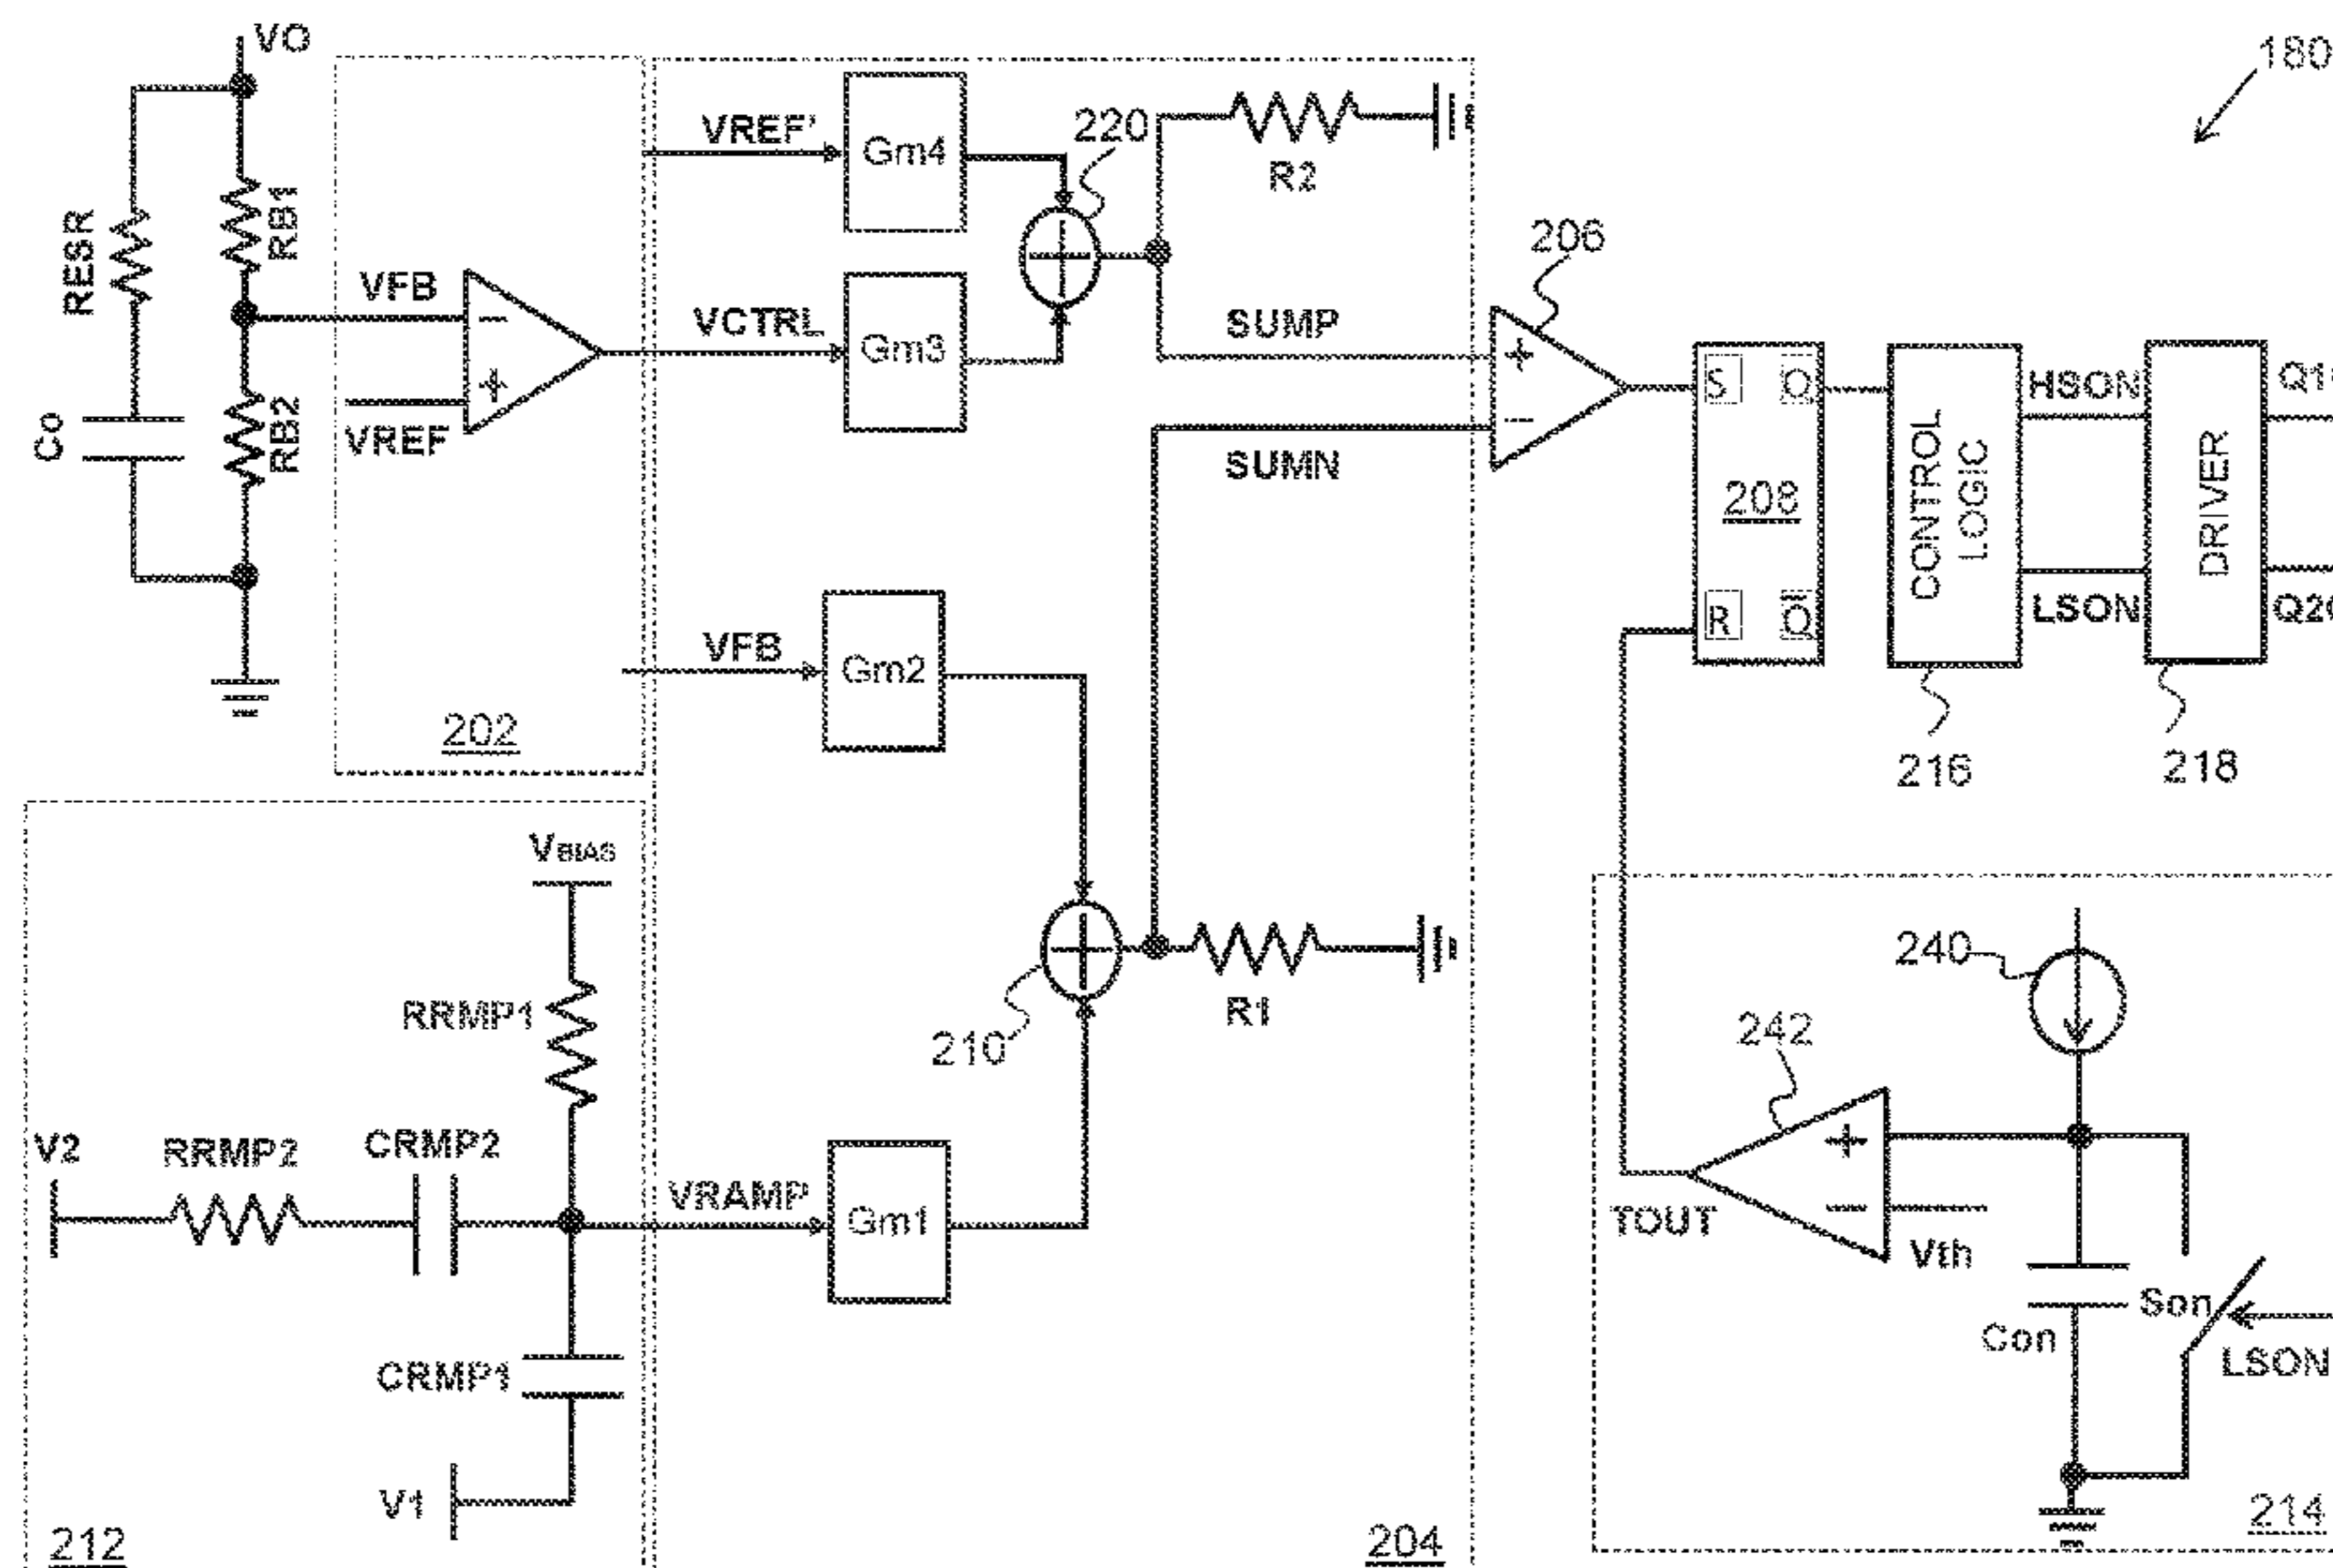 VO
180
VREF'
Gm4
220
R2
RESR
RB1
206
VFB
VCTRL
Gm3
SUMP
S
Q
HSON
Co
RB2
VREF
SUMN
208
CONTROL
LOGIC
DRIVER
R
Q̅
LSON
VFB
Gm2
202
216
218
VBIAS
240
RRMP1
210
R1
242
V2
RRMP2
CRMP2
VRAMP
Gm1
TOUT
Vth
Son
Con
LSON
CRMP1
V1
212
204
214